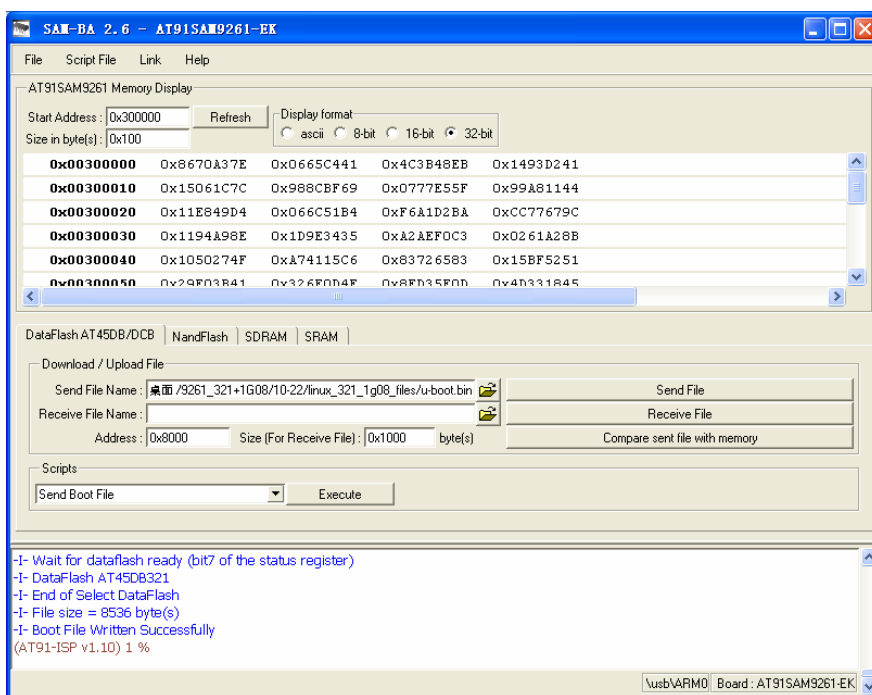 SAM-BA 2.6 - AT91SAM9261-EK
File Script File Link Help
AT91SAM9261 Memory Display
Start Address : 0x300000 Refresh Display format
Size in byte(s) : 0x100 ascii 8-bit 16-bit 32-bit
0x00300000 0x8670A37E 0x0665C441 0x4C3B48EB 0x1493D241
0x00300010 0x15061C7C 0x988CBF69 0x0777E55F 0x99A81144
0x00300020 0x11E849D4 0x066C51B4 0xF6A1D2BA 0xCC77679C
0x00300030 0x1194A98E 0x1D9E3435 0xA2AEF0C3 0x0261A28B
0x00300040 0x1050274F 0xA74115C6 0x83726583 0x15BF5251
0x00300050 0x29F03B41 0x326F0D4F 0x8FD35F0D 0x4D331845
DataFlash AT45DB/DCB NandFlash SDRAM SRAM
Download / Upload File
Send File Name : 桌面/9261_321+1G08/10-22/linux_321_1g08_files/u-boot.bin Send File
Receive File Name : Receive File
Address : 0x8000 Size (For Receive File) : 0x1000 byte(s) Compare sent file with memory
Scripts
Send Boot File Execute
-I- Wait for dataflash ready (bit7 of the status register)
-I- DataFlash AT45DB321
-I- End of Select DataFlash
-I- File size = 8536 byte(s)
-I- Boot File Written Successfully
(AT91-ISP v1.10) 1 %
\usb\ARM0 Board : AT91SAM9261-EK